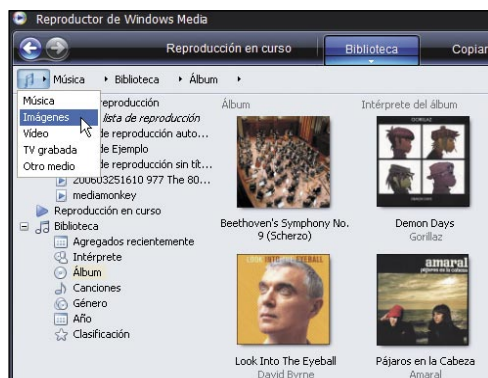 Reproductor de Windows Media
Reproducción en curso
Biblioteca
Copiar
Música
Biblioteca
Álbum
Música
Imágenes
Vídeo
TV grabada
Otro medio
reproducción
lista de reproducción
de reproducción auto...
de Ejemplo
de reproducción sin tít...
200603251610 977 The 80...
mediamonkey
Reproducción en curso
Biblioteca
Agregados recientemente
Intérprete
Álbum
Canciones
Género
Año
Clasificación
Álbum
Intérprete del álbum
GORILLAZ
Beethoven's Symphony No.
9 (Scherzo)
Demon Days
Gorillaz
LOOK INTO THE EYEBALL
amaral
pájaros en la cabeza
Look Into The Eyeball
David Byrne
Pájaros en la Cabeza
Amaral